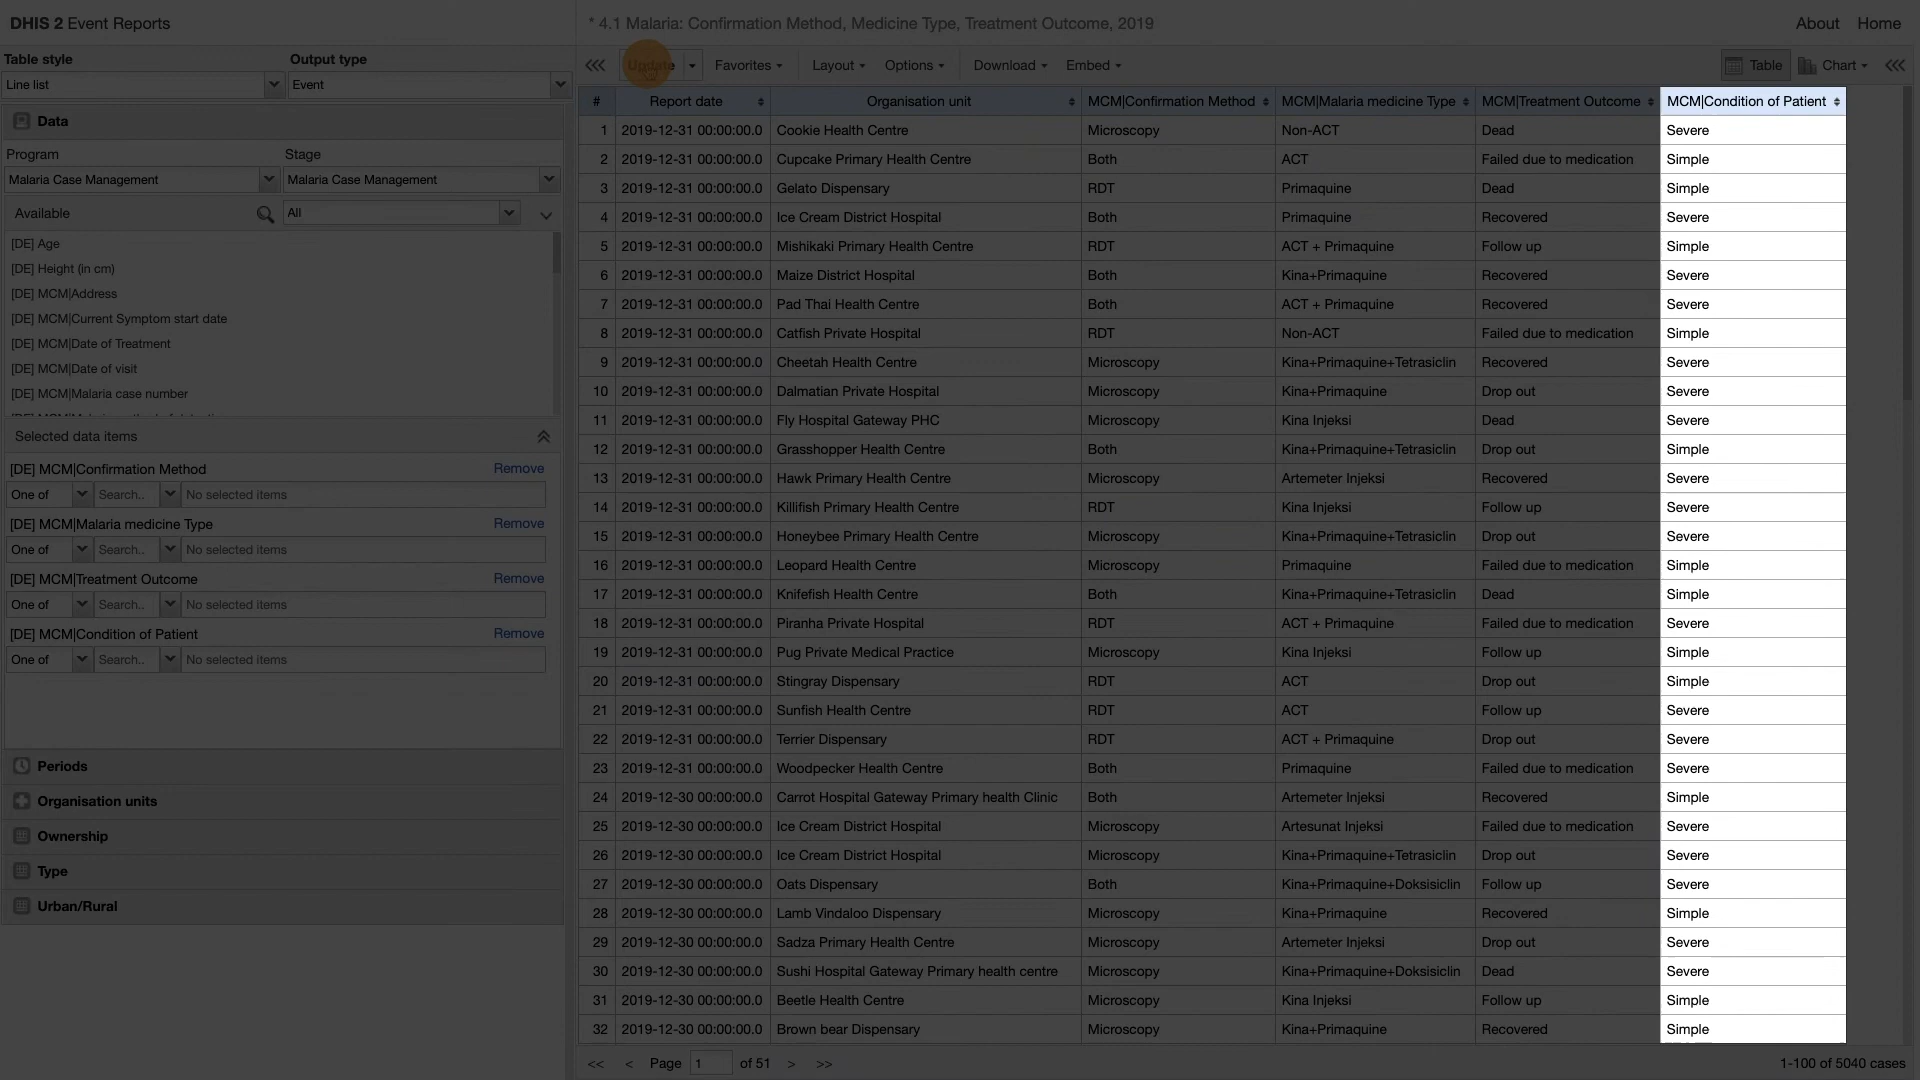 DHIS 2 Event Reports
* 4.1 Malaria: Confirmation Method, Medicine Type, Treatment Outcome, 2019
About Home
Table style Output type
Line list Event
Update Favorites Layout Options Download Embed Table Chart
Data
Program Stage
Malaria Case Management Malaria Case Management
Available All
[DE] Age
[DE] Height (in cm)
[DE] MCM|Address
[DE] MCM|Current Symptom start date
[DE] MCM|Date of Treatment
[DE] MCM|Date of visit
[DE] MCM|Malaria case number
Selected data items
[DE] MCM|Confirmation Method Remove
One of Search.. No selected items
[DE] MCM|Malaria medicine Type Remove
One of Search.. No selected items
[DE] MCM|Treatment Outcome Remove
One of Search.. No selected items
[DE] MCM|Condition of Patient Remove
One of Search.. No selected items
Periods
Organisation units
Ownership
Type
Urban/Rural
# Report date Organisation unit MCM|Confirmation Method MCM|Malaria medicine Type MCM|Treatment Outcome MCM|Condition of Patient
1 2019-12-31 00:00:00.0 Cookie Health Centre Microscopy Non-ACT Dead Severe
2 2019-12-31 00:00:00.0 Cupcake Primary Health Centre Both ACT Failed due to medication Simple
3 2019-12-31 00:00:00.0 Gelato Dispensary RDT Primaquine Dead Simple
4 2019-12-31 00:00:00.0 Ice Cream District Hospital Both Primaquine Recovered Severe
5 2019-12-31 00:00:00.0 Mishikaki Primary Health Centre RDT ACT + Primaquine Follow up Simple
6 2019-12-31 00:00:00.0 Maize District Hospital Both Kina+Primaquine Recovered Severe
7 2019-12-31 00:00:00.0 Pad Thai Health Centre Both ACT + Primaquine Recovered Severe
8 2019-12-31 00:00:00.0 Catfish Private Hospital RDT Non-ACT Failed due to medication Simple
9 2019-12-31 00:00:00.0 Cheetah Health Centre Microscopy Kina+Primaquine+Tetrasiclin Recovered Severe
10 2019-12-31 00:00:00.0 Dalmatian Private Hospital Microscopy Kina+Primaquine Drop out Severe
11 2019-12-31 00:00:00.0 Fly Hospital Gateway PHC Microscopy Kina Injeksi Dead Severe
12 2019-12-31 00:00:00.0 Grasshopper Health Centre Both Kina+Primaquine+Tetrasiclin Drop out Simple
13 2019-12-31 00:00:00.0 Hawk Primary Health Centre Microscopy Artemeter Injeksi Recovered Severe
14 2019-12-31 00:00:00.0 Killifish Primary Health Centre RDT Kina Injeksi Follow up Severe
15 2019-12-31 00:00:00.0 Honeybee Primary Health Centre Microscopy Kina+Primaquine+Tetrasiclin Drop out Severe
16 2019-12-31 00:00:00.0 Leopard Health Centre Microscopy Primaquine Failed due to medication Simple
17 2019-12-31 00:00:00.0 Knifefish Health Centre Both Kina+Primaquine+Tetrasiclin Dead Simple
18 2019-12-31 00:00:00.0 Piranha Private Hospital RDT ACT + Primaquine Failed due to medication Severe
19 2019-12-31 00:00:00.0 Pug Private Medical Practice Microscopy Kina Injeksi Follow up Simple
20 2019-12-31 00:00:00.0 Stingray Dispensary RDT ACT Drop out Simple
21 2019-12-31 00:00:00.0 Sunfish Health Centre RDT ACT Follow up Severe
22 2019-12-31 00:00:00.0 Terrier Dispensary RDT ACT + Primaquine Drop out Severe
23 2019-12-31 00:00:00.0 Woodpecker Health Centre Both Primaquine Failed due to medication Severe
24 2019-12-30 00:00:00.0 Carrot Hospital Gateway Primary health Clinic Both Artemeter Injeksi Recovered Simple
25 2019-12-30 00:00:00.0 Ice Cream District Hospital Microscopy Artesunat Injeksi Failed due to medication Severe
26 2019-12-30 00:00:00.0 Ice Cream District Hospital Microscopy Kina+Primaquine+Tetrasiclin Drop out Severe
27 2019-12-30 00:00:00.0 Oats Dispensary Both Kina+Primaquine+Doksisiclin Follow up Severe
28 2019-12-30 00:00:00.0 Lamb Vindaloo Dispensary Microscopy Kina+Primaquine Recovered Simple
29 2019-12-30 00:00:00.0 Sadza Primary Health Centre Microscopy Artemeter Injeksi Drop out Severe
30 2019-12-30 00:00:00.0 Sushi Hospital Gateway Primary health centre Microscopy Kina+Primaquine+Doksisiclin Dead Severe
31 2019-12-30 00:00:00.0 Beetle Health Centre Microscopy Kina Injeksi Follow up Simple
32 2019-12-30 00:00:00.0 Brown bear Dispensary Microscopy Kina+Primaquine Recovered Simple
<< < Page 1 of 51 > >> 1-100 of 5040 cases